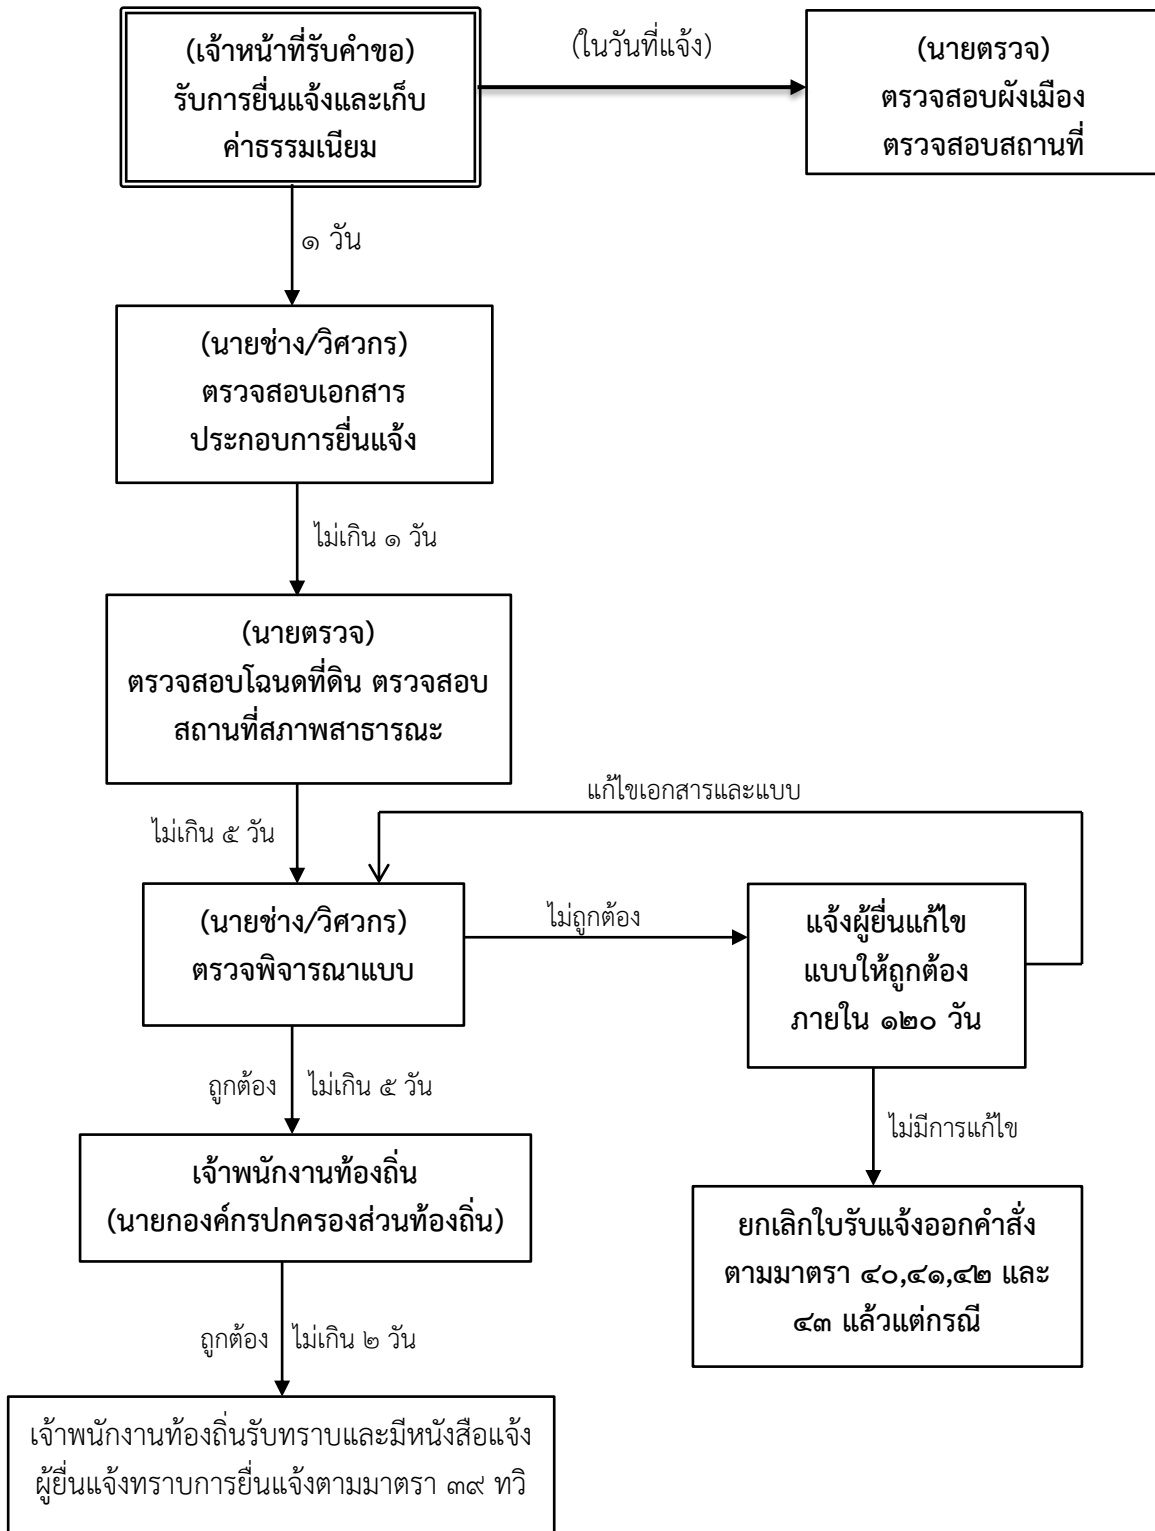 (เจ้าหน้าที่รับคำขอ)
รับการยื่นแจ้งและเก็บ
ค่าธรรมเนียม
(ในวันที่แจ้ง)
(นายตรวจ)
ตรวจสอบผังเมือง
ตรวจสอบสถานที่
๑ วัน
(นายช่าง/วิศวกร)
ตรวจสอบเอกสาร
ประกอบการยื่นแจ้ง
ไม่เกิน ๑ วัน
(นายตรวจ)
ตรวจสอบโฉนดที่ดิน ตรวจสอบ
สถานที่สภาพสาธารณะ
แก้ไขเอกสารและแบบ
ไม่เกิน ๕ วัน
(นายช่าง/วิศวกร)
ตรวจพิจารณาแบบ
ไม่ถูกต้อง
แจ้งผู้ยื่นแก้ไข
แบบให้ถูกต้อง
ภายใน ๑๒๐ วัน
ถูกต้อง ไม่เกิน ๕ วัน
ไม่มีการแก้ไข
เจ้าพนักงานท้องถิ่น
(นายกองค์กรปกครองส่วนท้องถิ่น)
ยกเลิกใบรับแจ้งออกคำสั่ง
ตามมาตรา ๔๐,๔๑,๔๒ และ
๔๓ แล้วแต่กรณี
ถูกต้อง ไม่เกิน ๒ วัน
เจ้าพนักงานท้องถิ่นรับทราบและมีหนังสือแจ้ง
ผู้ยื่นแจ้งทราบการยื่นแจ้งตามมาตรา ๓๙ ทวิ